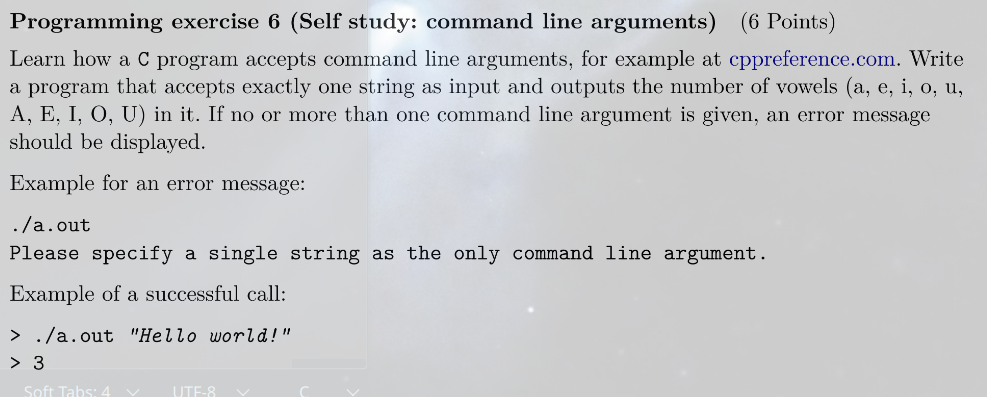 Programming exercise 6 (Self study: command line arguments) (6 Points)
Learn how a C program accepts command line arguments, for example at cppreference.com. Write
a program that accepts exactly one string as input and outputs the number of vowels (a, e, i, o, u,
A, E, I, O, U) in it. If no or more than one command line argument is given, an error message
should be displayed.
Example for an error message:
./a.out
Please specify a single string as the only command line argument.
Example of a successful call:
> ./a.out "Hello world!"
> 3
Soft Tabs: 4 UTF-8 C